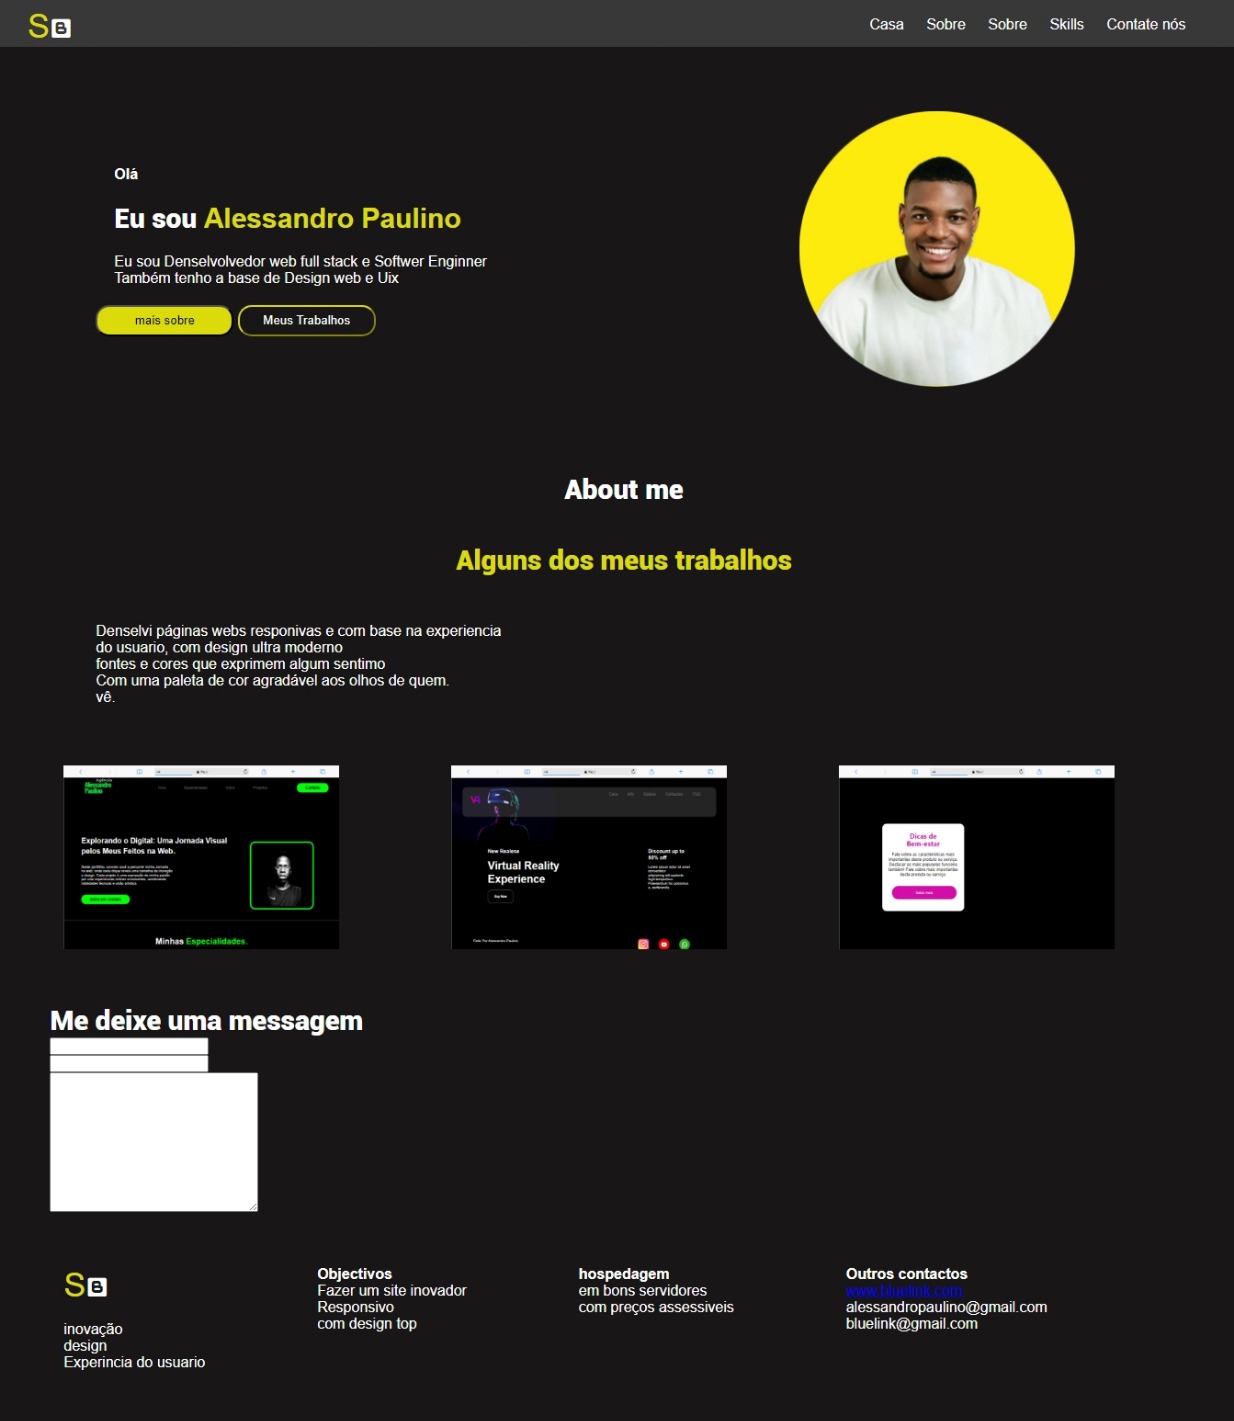 SB
Casa Sobre Sobre Skills Contate nós
Olá
Eu sou Alessandro Paulino
Eu sou Denselvolvedor web full stack e Softwer Enginner
Também tenho a base de Design web e Uix
mais sobre
Meus Trabalhos
About me
Alguns dos meus trabalhos
Denselvi páginas webs responivas e com base na experiencia
do usuario, com design ultra moderno
fontes e cores que exprimem algum sentimo
Com uma paleta de cor agradável aos olhos de quem.
vê.
Alessandro
Paulino
Explorando o Digital: Uma Jornada Visual
pelos Meus Feitos na Web.
Minhas Especialidades.
New Realese
Virtual Reality
Experience
Buy Now
Discount up to
50% off
Dicas de
Bem-estar
Me deixe uma messagem
SB
inovação
design
Experincia do usuario
Objectivos
Fazer um site inovador
Responsivo
com design top
hospedagem
em bons servidores
com preços assessiveis
Outros contactos
www.bluelink.com
alessandropaulino@gmail.com
bluelink@gmail.com